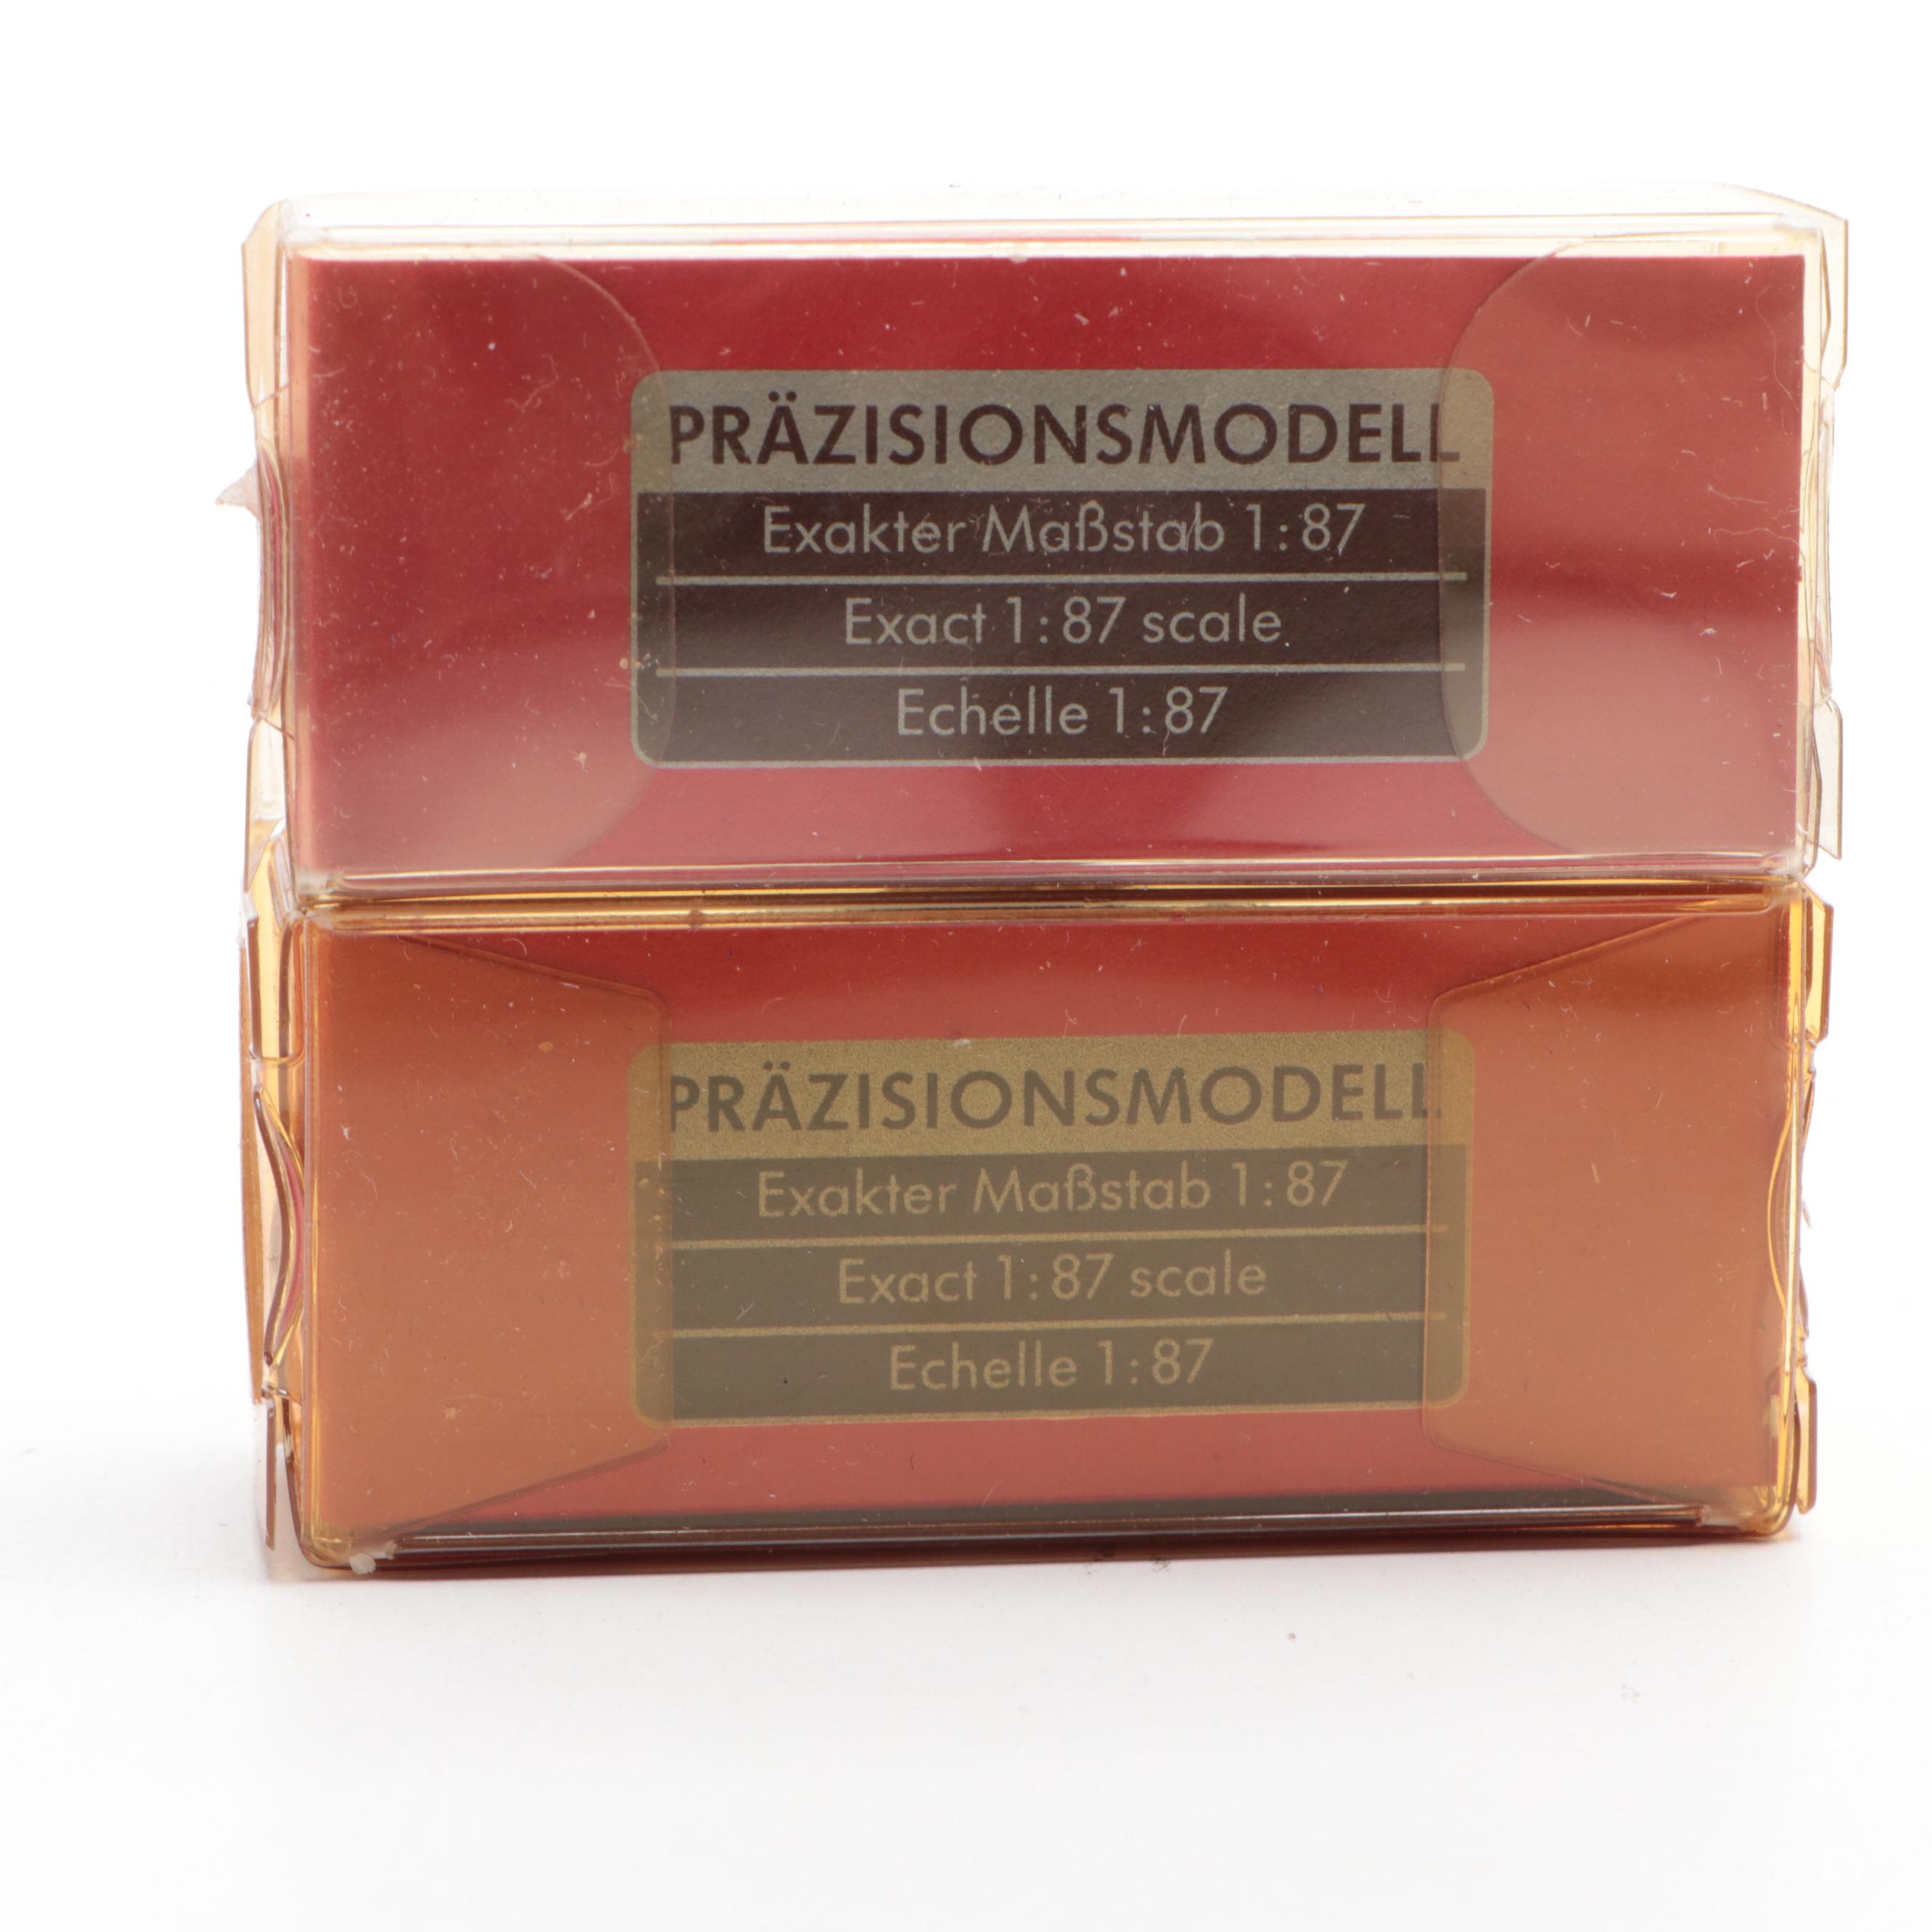 PRÄZISIONSMODELL
Exakter Maßstab 1:87
Exact 1:87 scale
Echelle 1:87
PRÄZISIONSMODELL
Exakter Maßstab 1:87
Exact 1:87 scale
Echelle 1:87